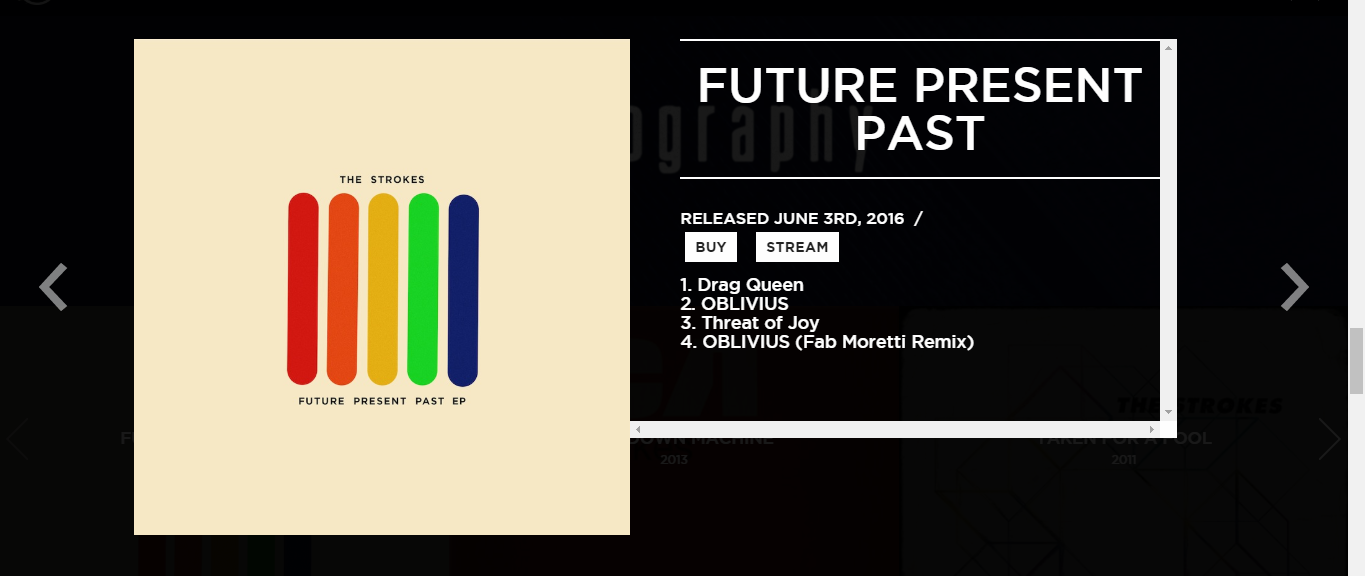 FUTURE PRESENT
PAST
ography
THE STROKES
RELEASED JUNE 3RD, 2016 /
BUY STREAM
1. Drag Queen
2. OBLIVIUS
3. Threat of Joy
4. OBLIVIUS (Fab Moretti Remix)
FUTURE PRESENT PAST EP
THE STROKES
DOWN MACHINE
TAKEN FOR A FOOL
2013
2011